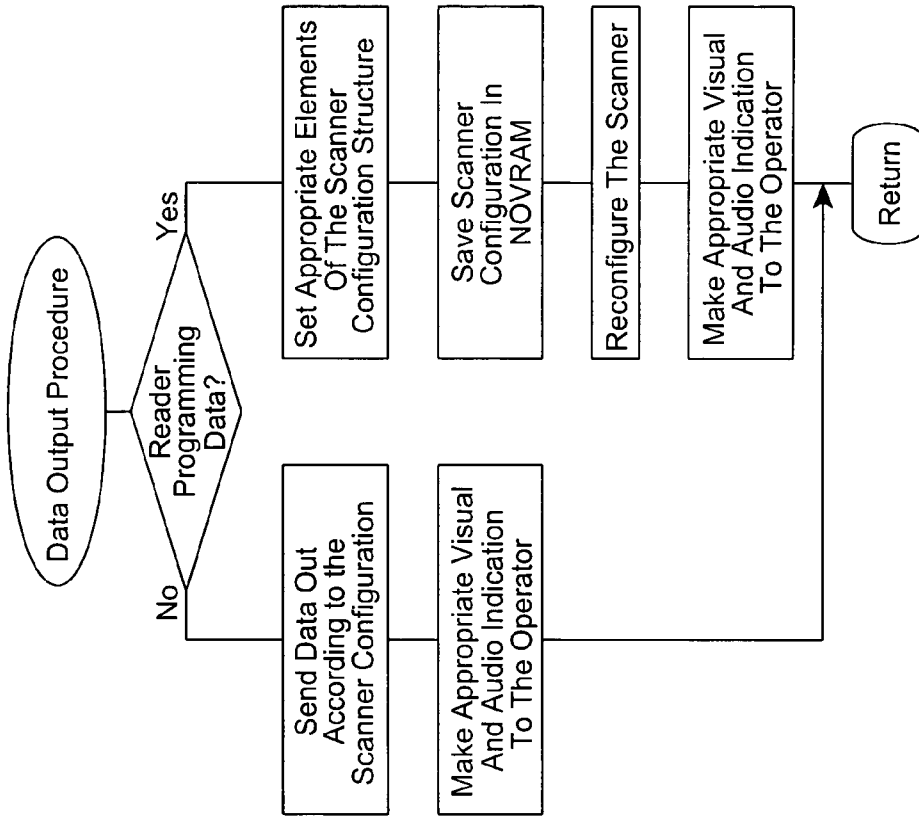 Data Output Procedure
Reader
Programming
Data?
No
Yes
Send Data Out
According to the
Scanner Configuration
Make Appropriate Visual
And Audio Indication
To The Operator
Set Appropriate Elements
Of The Scanner
Configuration Structure
Save Scanner
Configuration In
NOVRAM
Reconfigure The Scanner
Make Appropriate Visual
And Audio Indication
To The Operator
Return